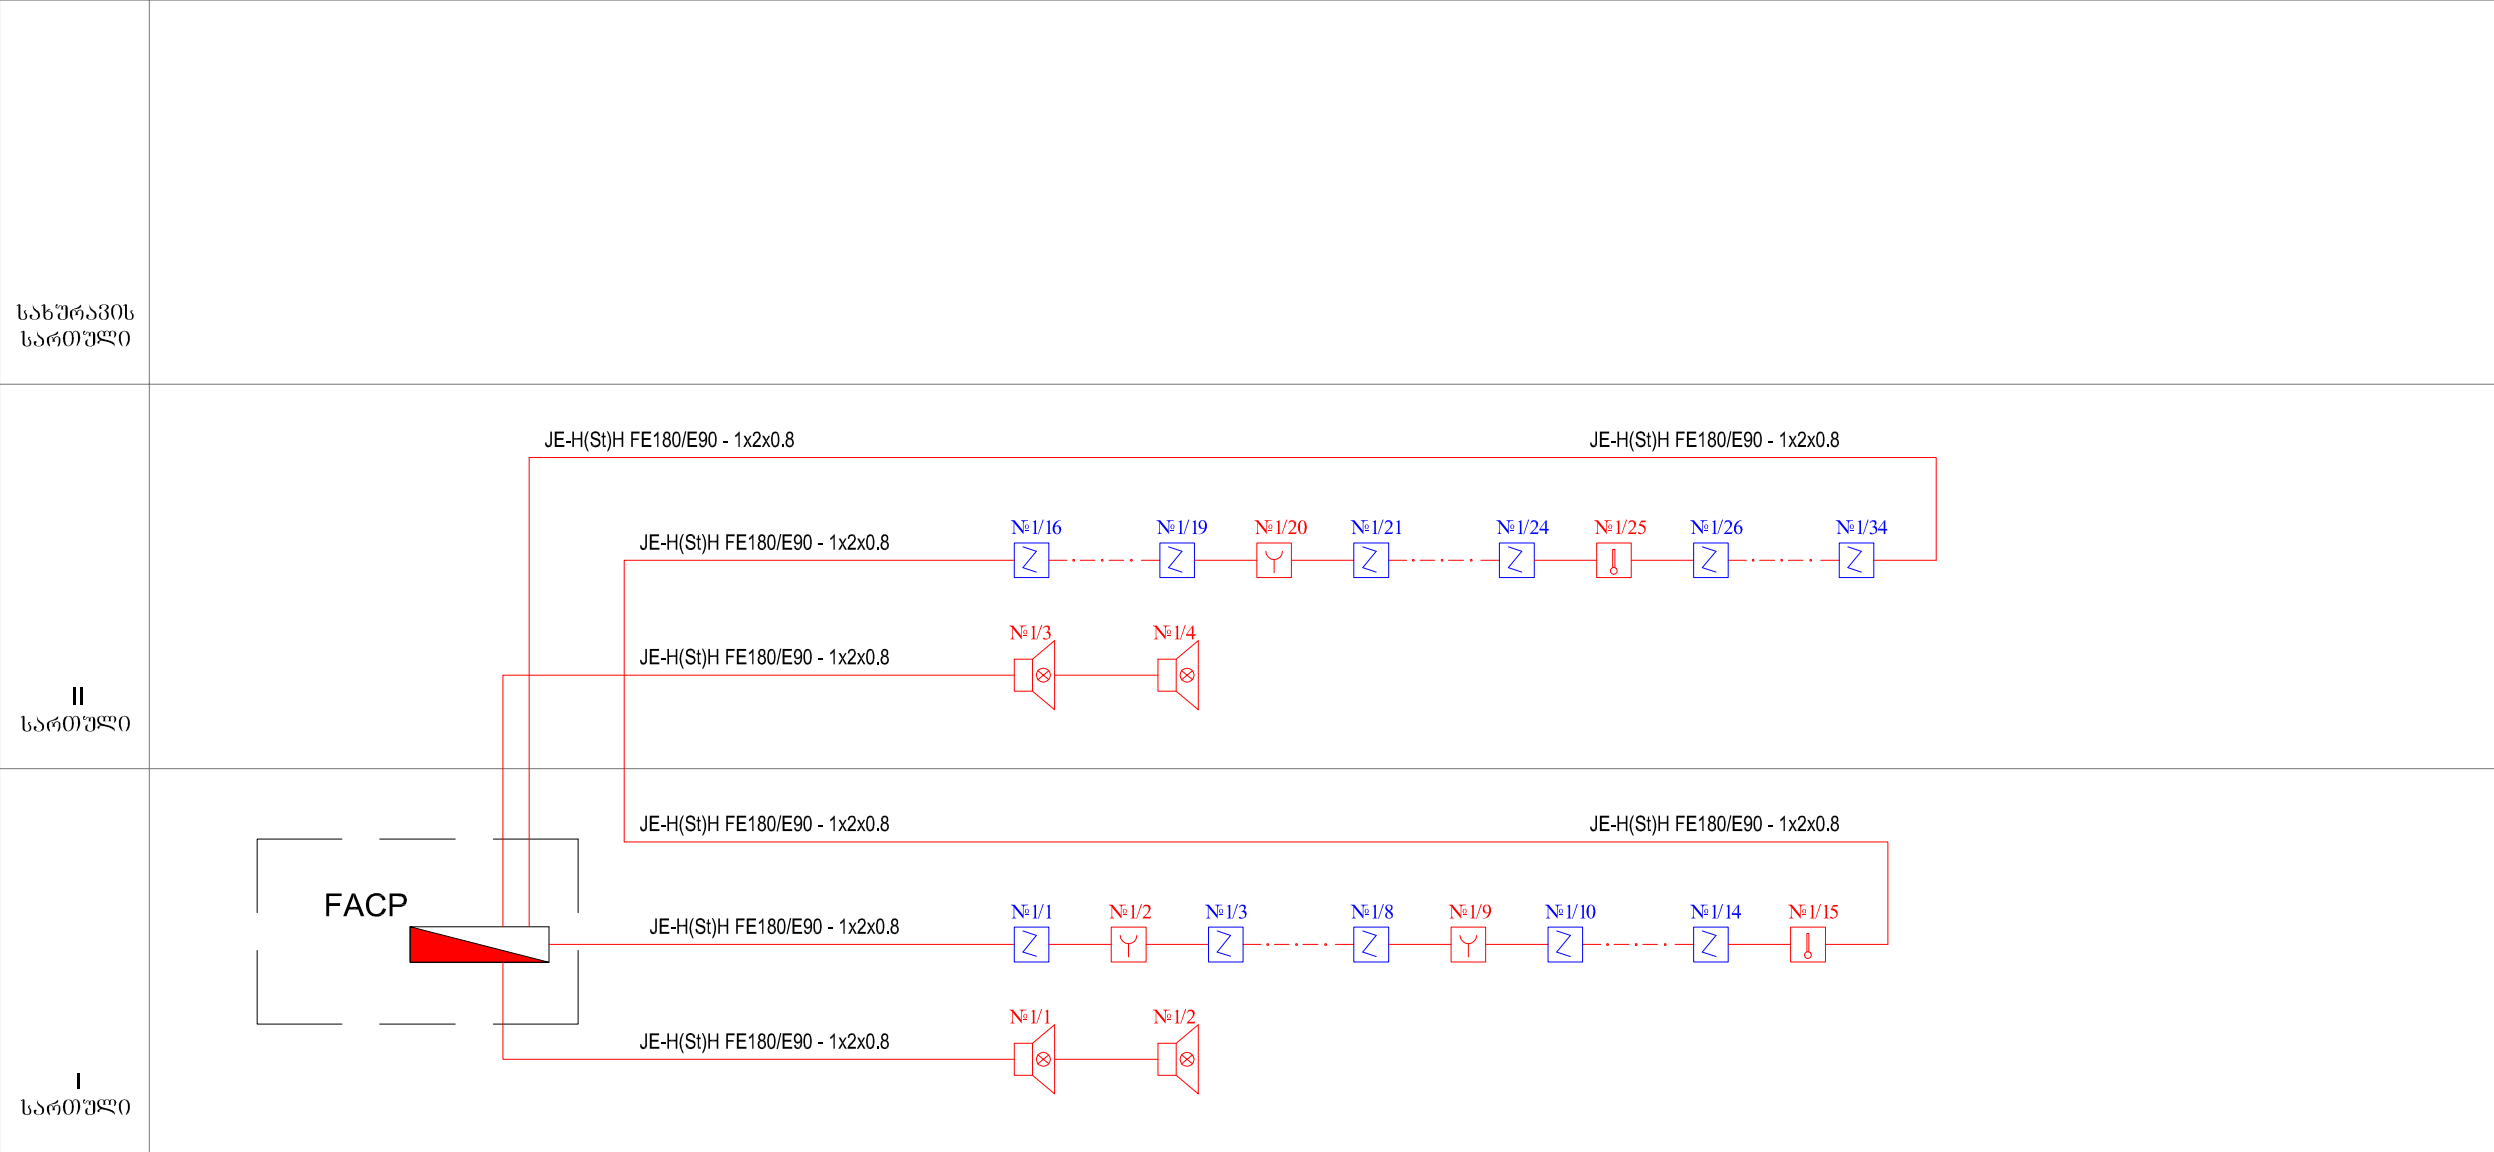 სახურავის
სართული
JE-H(St)H FE180/E90 - 1x2x0.8
JE-H(St)H FE180/E90 - 1x2x0.8
№1/16
№1/19
№1/20
№1/21
№1/24
№1/25
№1/26
№1/34
JE-H(St)H FE180/E90 - 1x2x0.8
№1/3
№1/4
JE-H(St)H FE180/E90 - 1x2x0.8
II
სართული
JE-H(St)H FE180/E90 - 1x2x0.8
JE-H(St)H FE180/E90 - 1x2x0.8
FACP
JE-H(St)H FE180/E90 - 1x2x0.8
№1/1
№1/2
№1/3
№1/8
№1/9
№1/10
№1/14
№1/15
№1/1
№1/2
JE-H(St)H FE180/E90 - 1x2x0.8
I
სართული